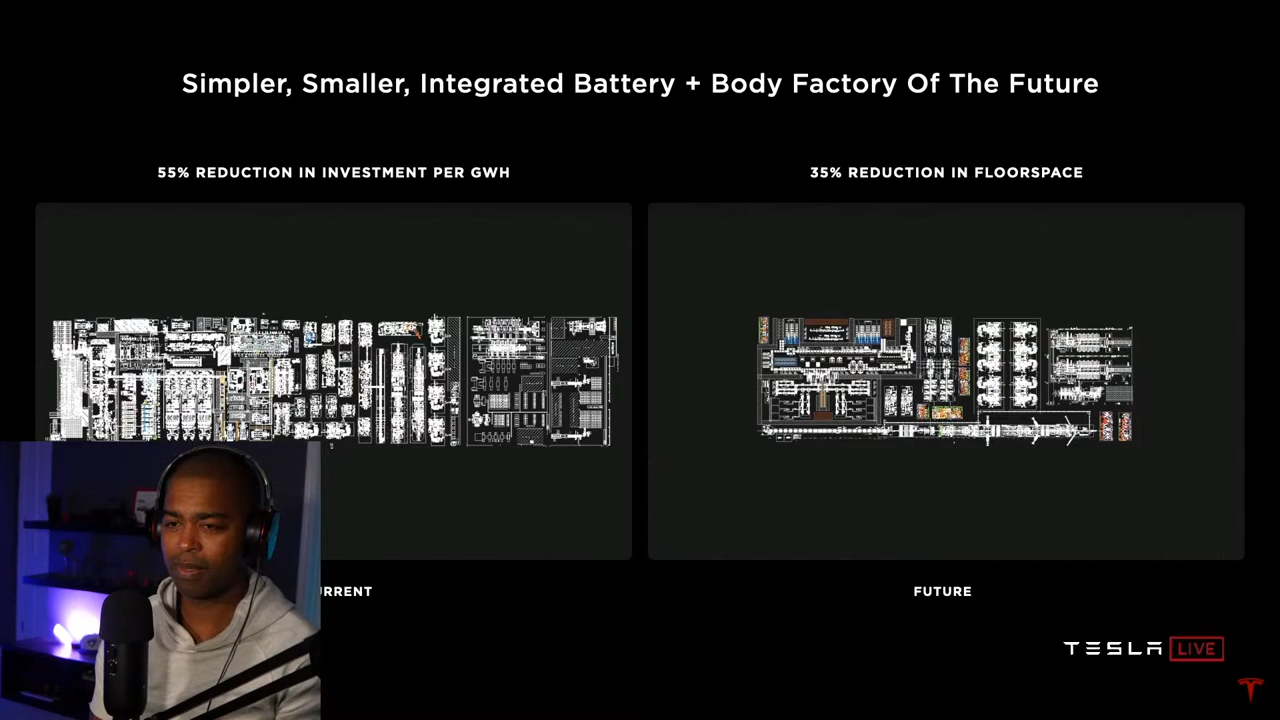 Simpler, Smaller, Integrated Battery + Body Factory Of The Future
55% REDUCTION IN INVESTMENT PER GWH
35% REDUCTION IN FLOORSPACE
URRENT
FUTURE
TESLA LIVE